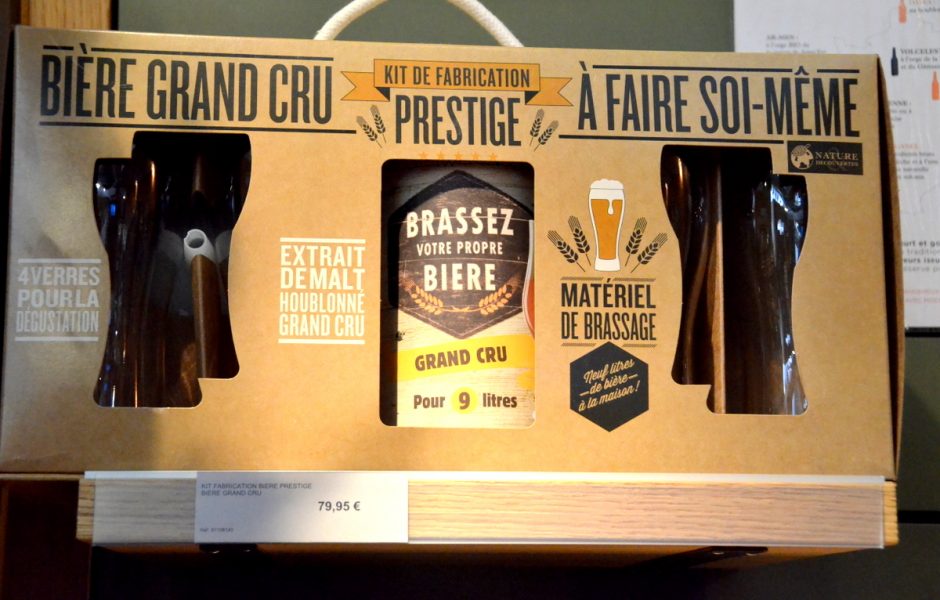 BIÈRE GRAND CRU
KIT DE FABRICATION
PRESTIGE
À FAIRE SOI-MÊME
NATURE
DECOUVERTES
4 VERRES
POUR LA
DÉGUSTATION
EXTRAIT
DE MALT
HOUBLONNÉ
GRAND CRU
BRASSEZ
VOTRE PROPRE
BIERE
GRAND CRU
Pour 9 litres
MATÉRIEL
DE BRASSAGE
Neuf litres
de bière
à la maison !
KIT FABRICATION BIERE PRESTIGE
BIERE GRAND CRU
79,95 €
VOLCELEST